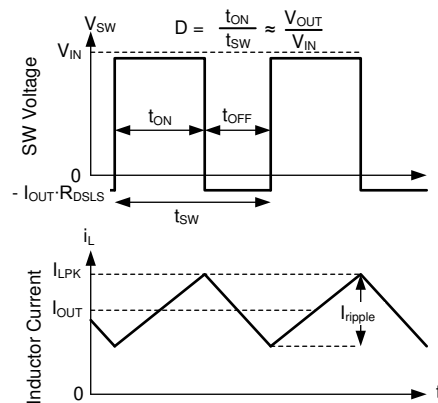 V_SW
D = t_ON / t_SW ≈ V_OUT / V_IN
V_IN
SW Voltage
t_ON
t_OFF
0
- I_OUT·R_DSLS
t_SW
i_L
Inductor Current
I_LPK
I_OUT
I_ripple
0
t